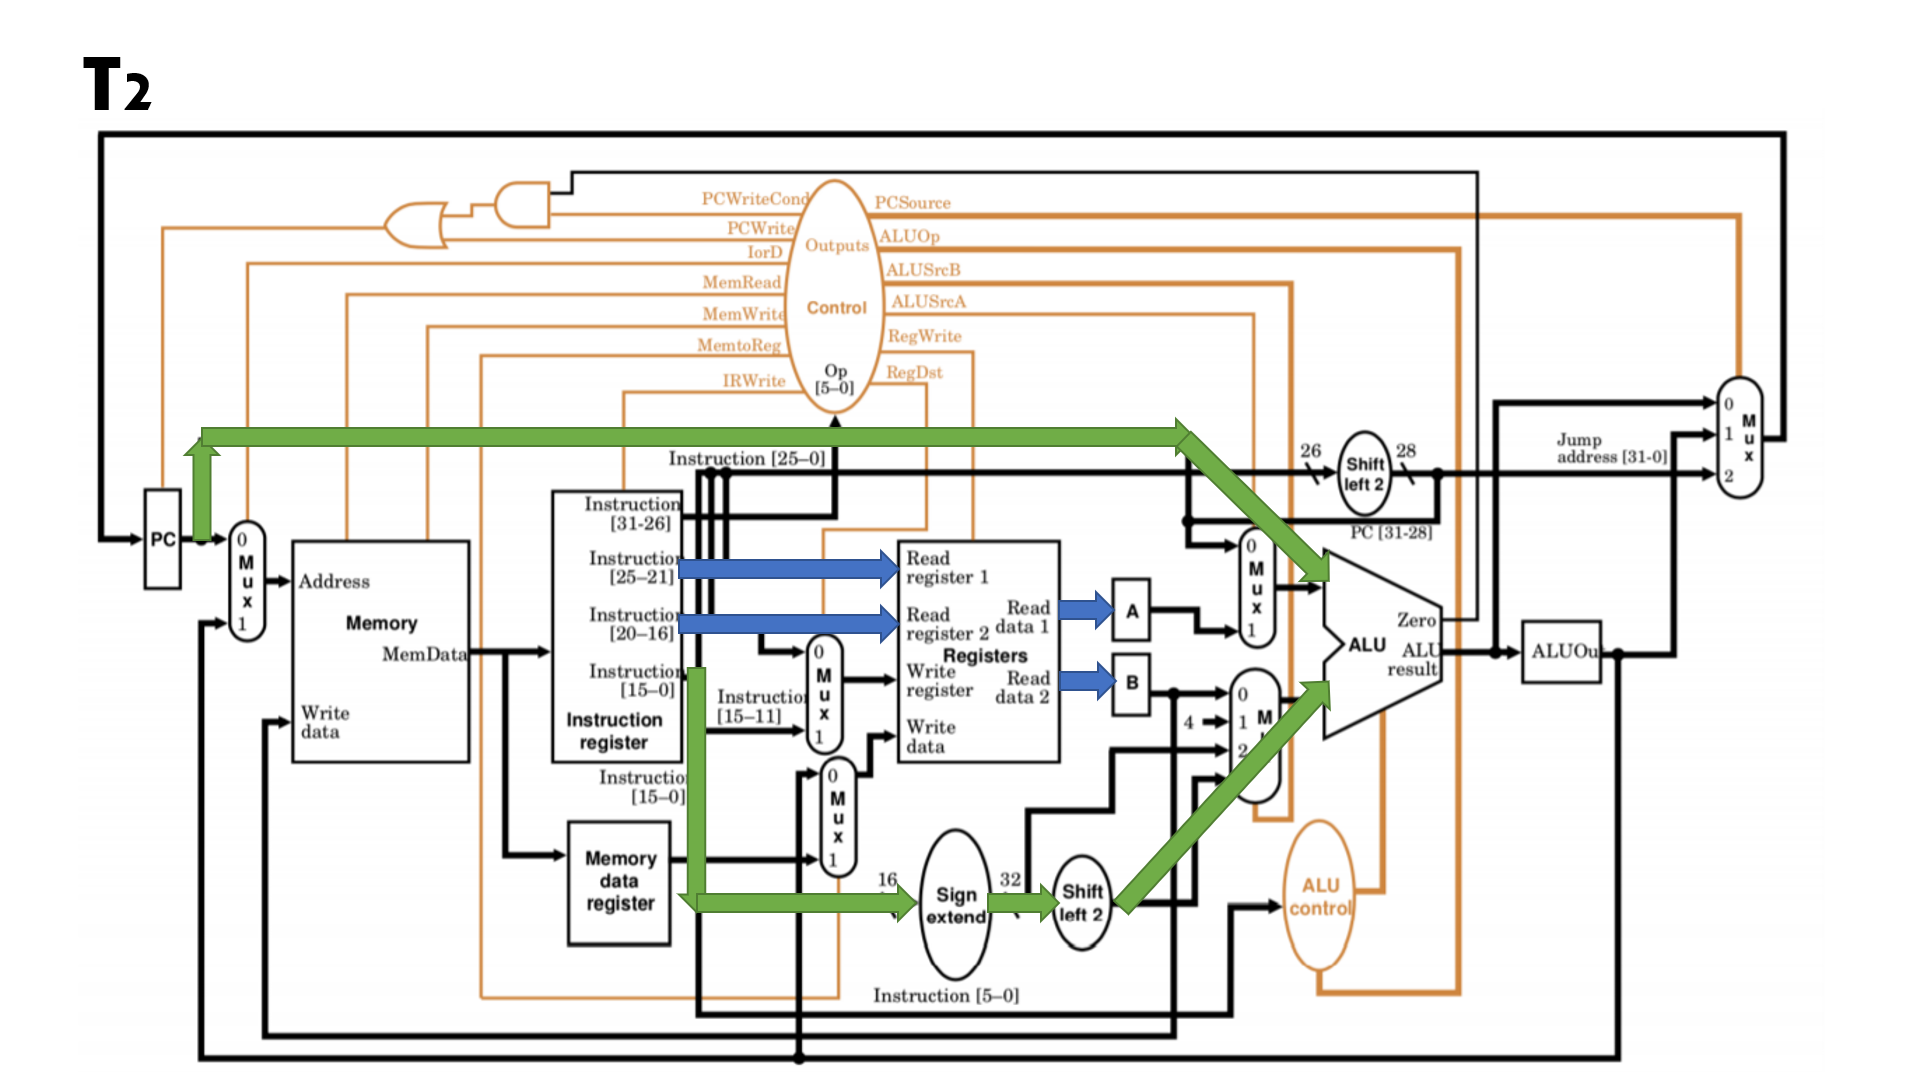 T2
PCWriteCond
PCSource
PCWrite
ALUOp
Outputs
IorD
ALUSrcB
MemRead
ALUSrcA
Control
MemWrite
RegWrite
MemtoReg
RegDst
Op
[5–0]
IRWrite
0
1
2
M
u
x
Jump
address [31-0]
26
28
Shift
left 2
PC [31-28]
Instruction [25–0]
PC
0
M
u
x
1
Address
Memory
MemData
Write
data
Instruction
[31-26]
Instruction
[25–21]
Instruction
[20–16]
Instruction
[15–0]
Instruction
register
Instruction
[15–11]
0
M
u
x
1
Read
register 1
Read
register 2
Registers
Write
register
Write
data
Read
data 1
Read
data 2
A
B
0
M
u
x
1
0
4
1
M
2
Zero
ALU
ALU
result
ALUOu
Instructio
[15–0]
Memory
data
register
0
M
u
x
1
16
Sign
extend
32
Shift
left 2
ALU
control
Instruction [5–0]